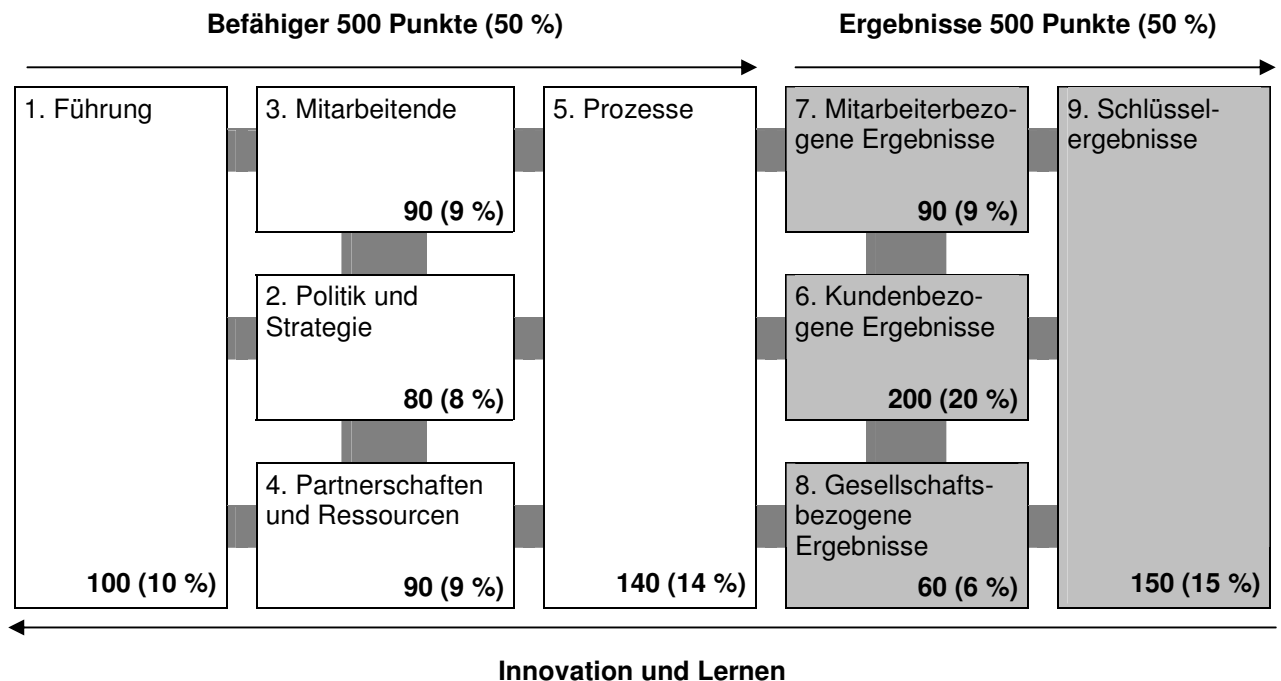 Befähiger 500 Punkte (50 %)
Ergebnisse 500 Punkte (50 %)
1. Führung
100 (10 %)
3. Mitarbeitende
90 (9 %)
2. Politik und
Strategie
80 (8 %)
4. Partnerschaften
und Ressourcen
90 (9 %)
5. Prozesse
140 (14 %)
7. Mitarbeiterbezo-
gene Ergebnisse
90 (9 %)
6. Kundenbezo-
gene Ergebnisse
200 (20 %)
8. Gesellschafts-
bezogene
Ergebnisse
60 (6 %)
9. Schlüssel-
ergebnisse
150 (15 %)
Innovation und Lernen